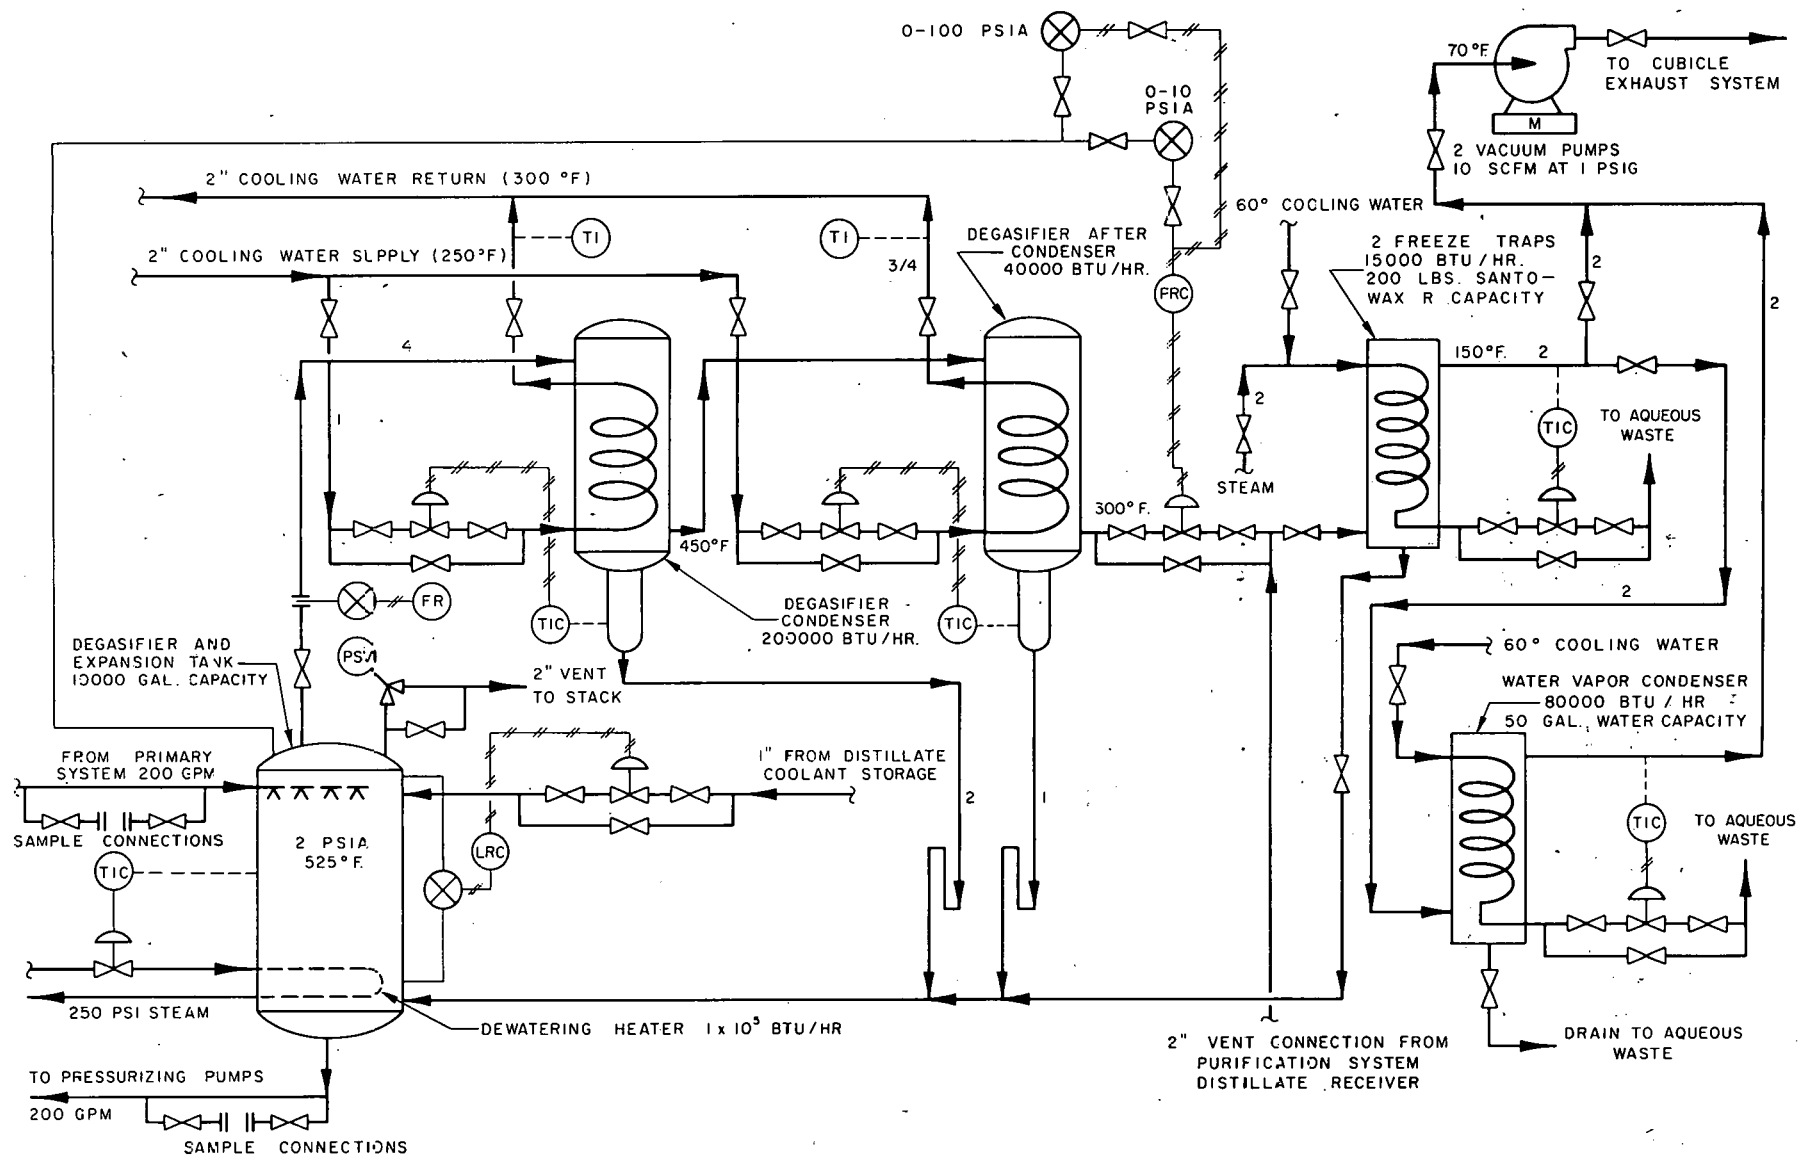 0-100 PSIA
0-10
PSIA
70°F.
TO CUBICLE
EXHAUST SYSTEM
M
2 VACUUM PUMPS
10 SCFM AT 1 PSIG
2" COOLING WATER RETURN (300 °F)
TI
TI
2" COOLING WATER SUPPLY (250°F)
DEGASIFIER AFTER
CONDENSER
40000 BTU/HR.
3/4
FRC
60° COOLING WATER
2 FREEZE TRAPS
15000 BTU/HR.
200 LBS. SANTO-
WAX R CAPACITY
2
2
4
1
150°F.
2
2
STEAM
TIC
TO AQUEOUS
WASTE
450°F
300°F.
FR
TIC
DEGASIFIER
CONDENSER
200000 BTU/HR.
TIC
2
DEGASIFIER AND
EXPANSION TANK
10000 GAL. CAPACITY
PSV
2" VENT
TO STACK
60° COOLING WATER
WATER VAPOR CONDENSER
80000 BTU / HR
50 GAL. WATER CAPACITY
FROM PRIMARY
SYSTEM 200 GPM
1" FROM DISTILLATE
COOLANT STORAGE
SAMPLE CONNECTIONS
2 PSIA
525°F.
LRC
2
1
TIC
TIC
TO AQUEOUS
WASTE
250 PSI STEAM
DEWATERING HEATER 1 x 10⁵ BTU/HR
2" VENT CONNECTION FROM
PURIFICATION SYSTEM
DISTILLATE RECEIVER
DRAIN TO AQUEOUS
WASTE
TO PRESSURIZING PUMPS
200 GPM
SAMPLE CONNECTIONS